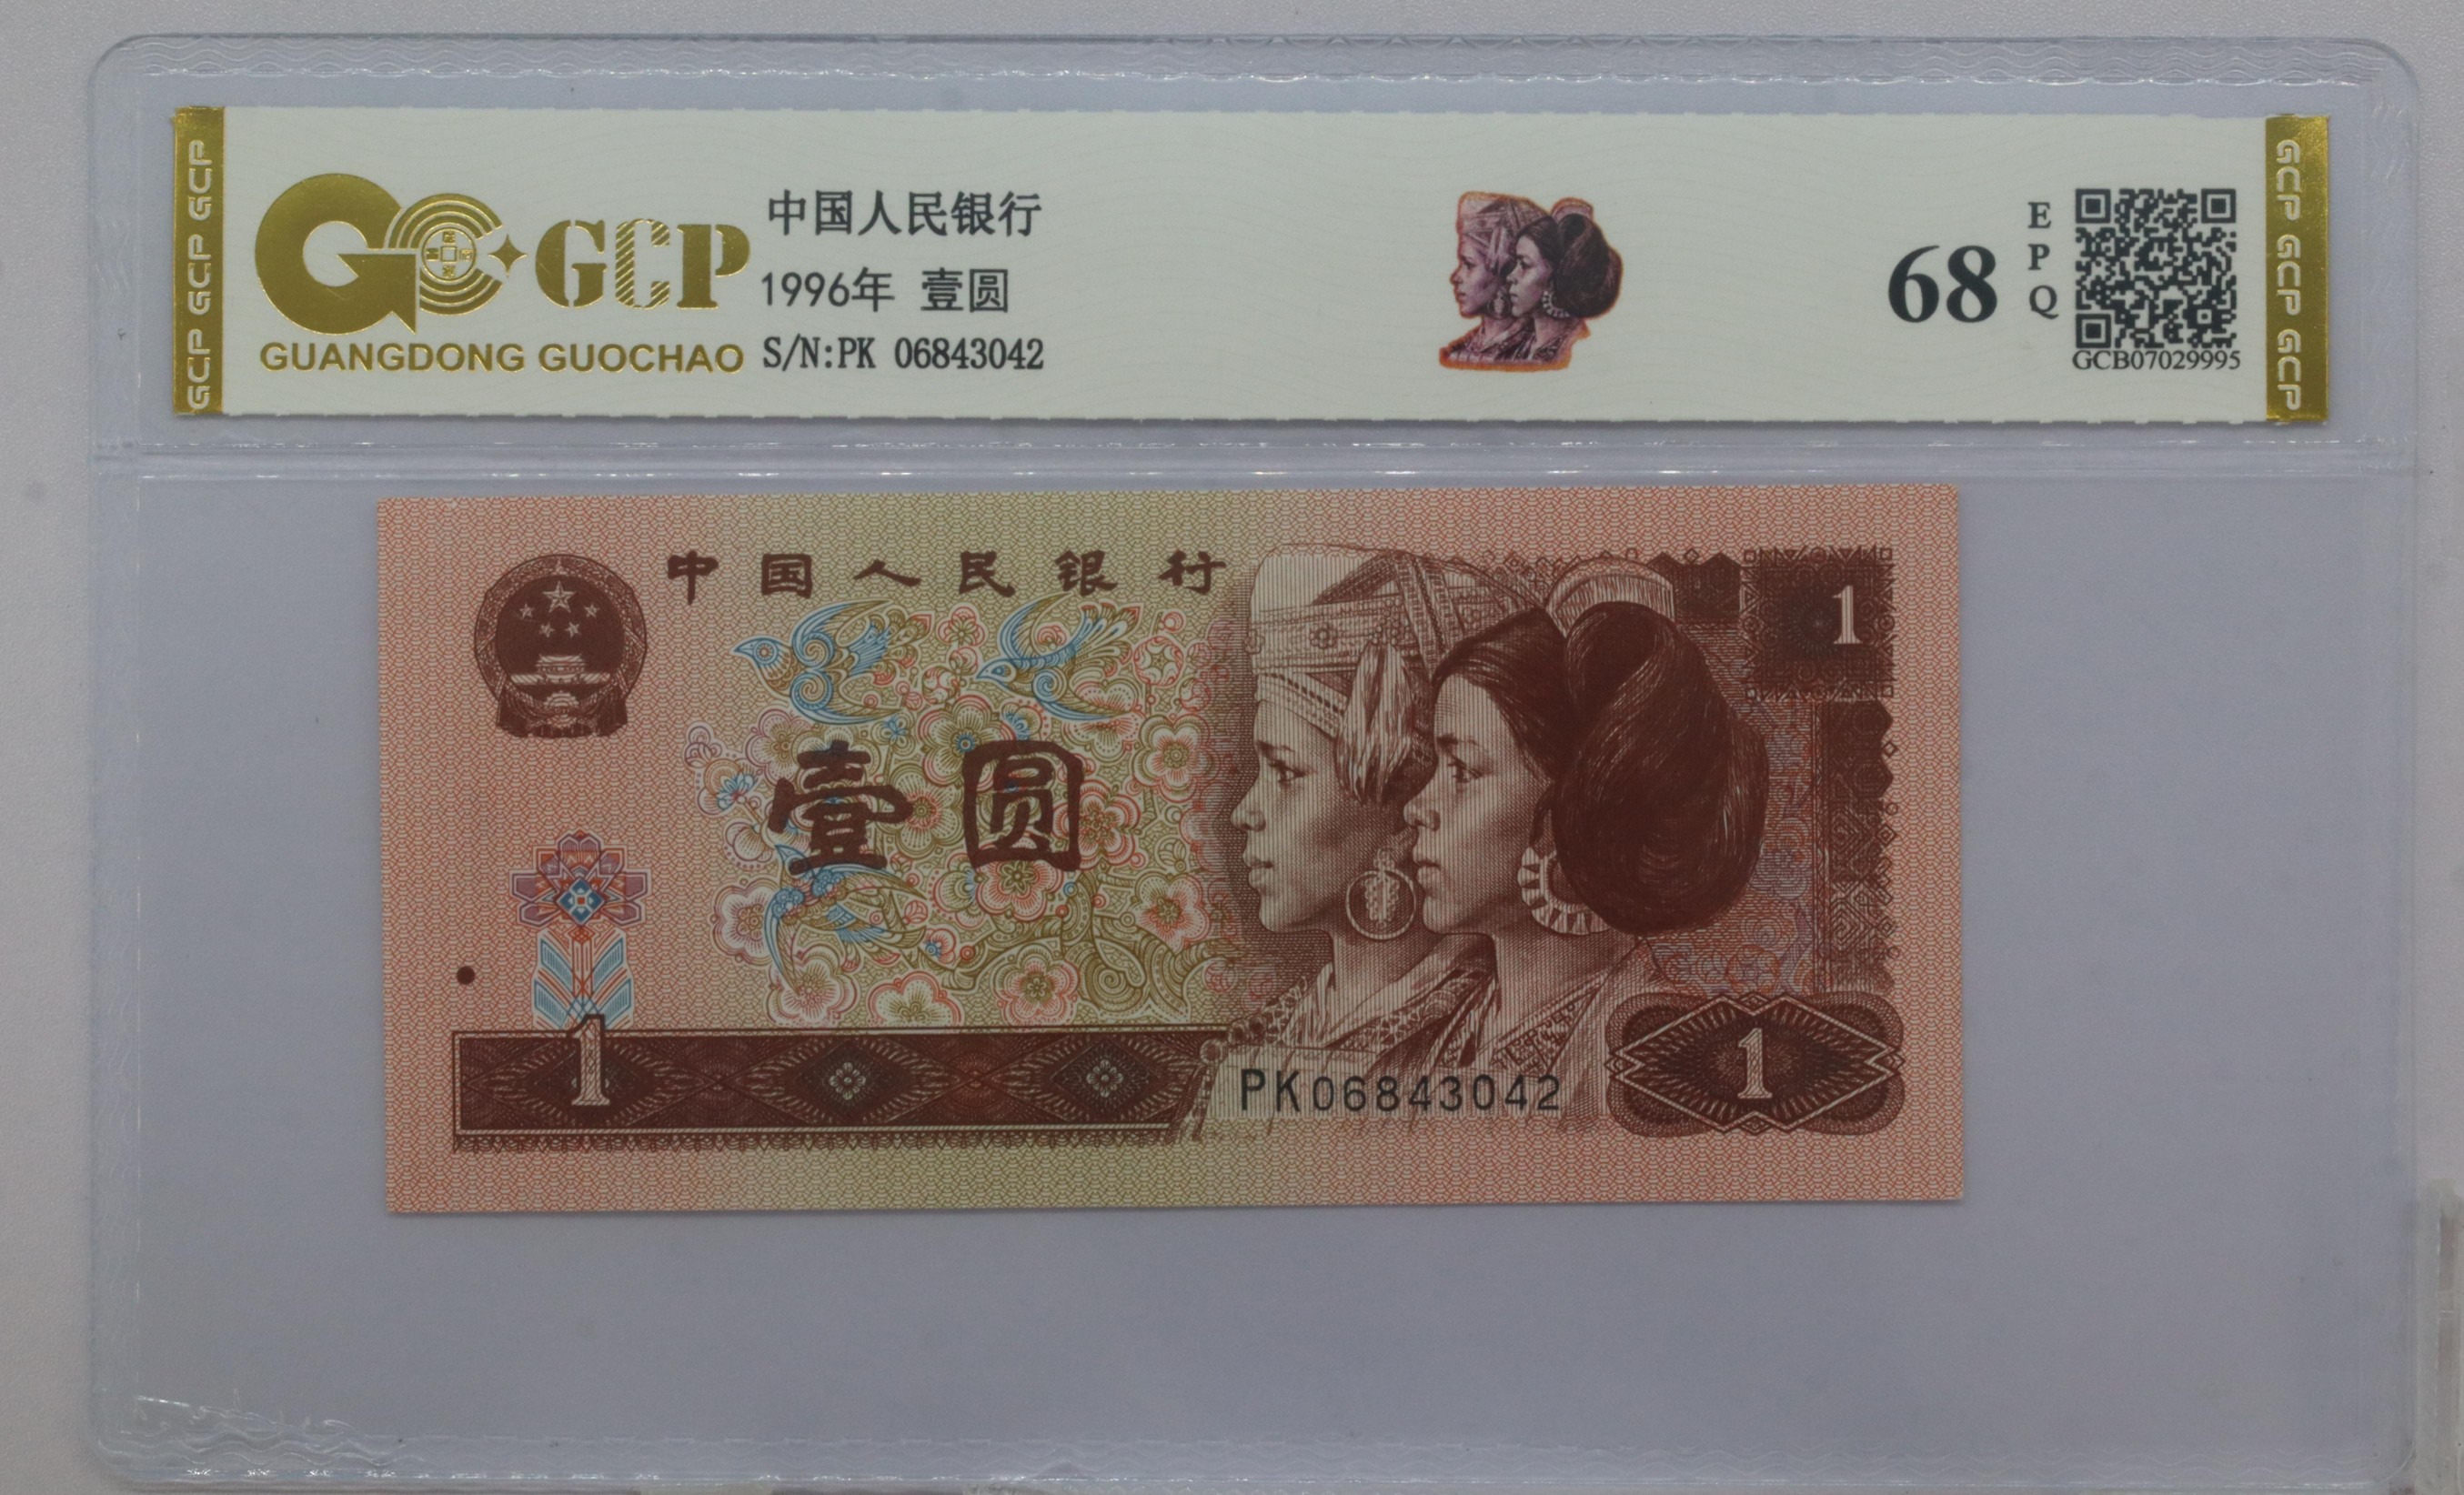 GCP GCP GCP
GCP
GUANGDONG GUOCHAO
中国人民银行
1996年 壹圆
S/N:PK 06843042
68
EPQ
GCB07029995
GCP GCP GCP
中国人民银行
1
壹圆
1
PK06843042
1